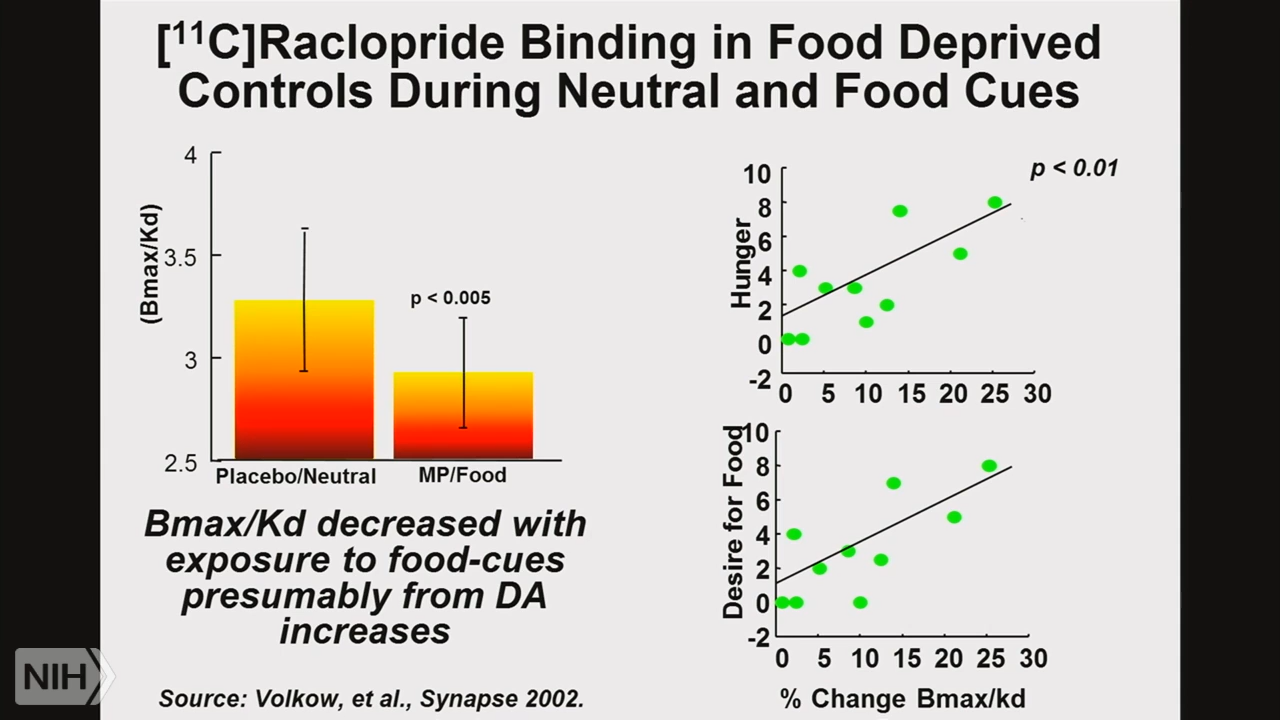 [¹¹C]Raclopride Binding in Food Deprived
Controls During Neutral and Food Cues
4
3.5
3
2.5
(Bmax/Kd)
p < 0.005
Placebo/Neutral
MP/Food
Bmax/Kd decreased with
exposure to food-cues
presumably from DA
increases
Source: Volkow, et al., Synapse 2002.
NIH
p < 0.01
Hunger
10
8
6
4
2
0
-2
0 5 10 15 20 25 30
Desire for Food
10
8
6
4
2
0
-2
0 5 10 15 20 25 30
% Change Bmax/kd